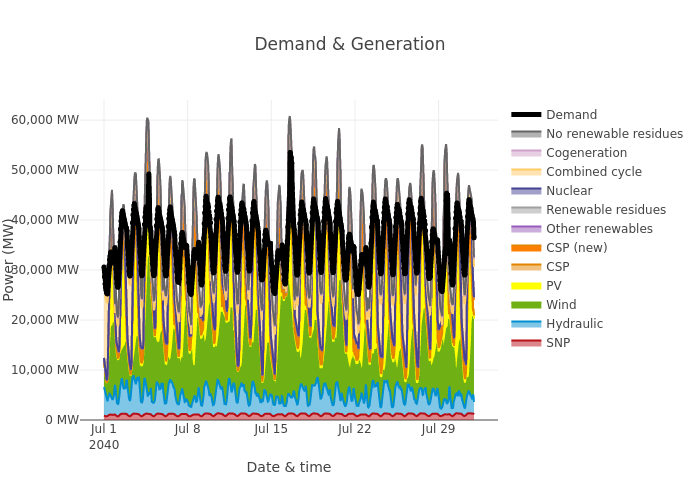 Demand & Generation
Power (MW)
60,000 MW
50,000 MW
40,000 MW
30,000 MW
20,000 MW
10,000 MW
0 MW
Jul 1
2040
Jul 8
Jul 15
Jul 22
Jul 29
Date & time
Demand
No renewable residues
Cogeneration
Combined cycle
Nuclear
Renewable residues
Other renewables
CSP (new)
CSP
PV
Wind
Hydraulic
SNP